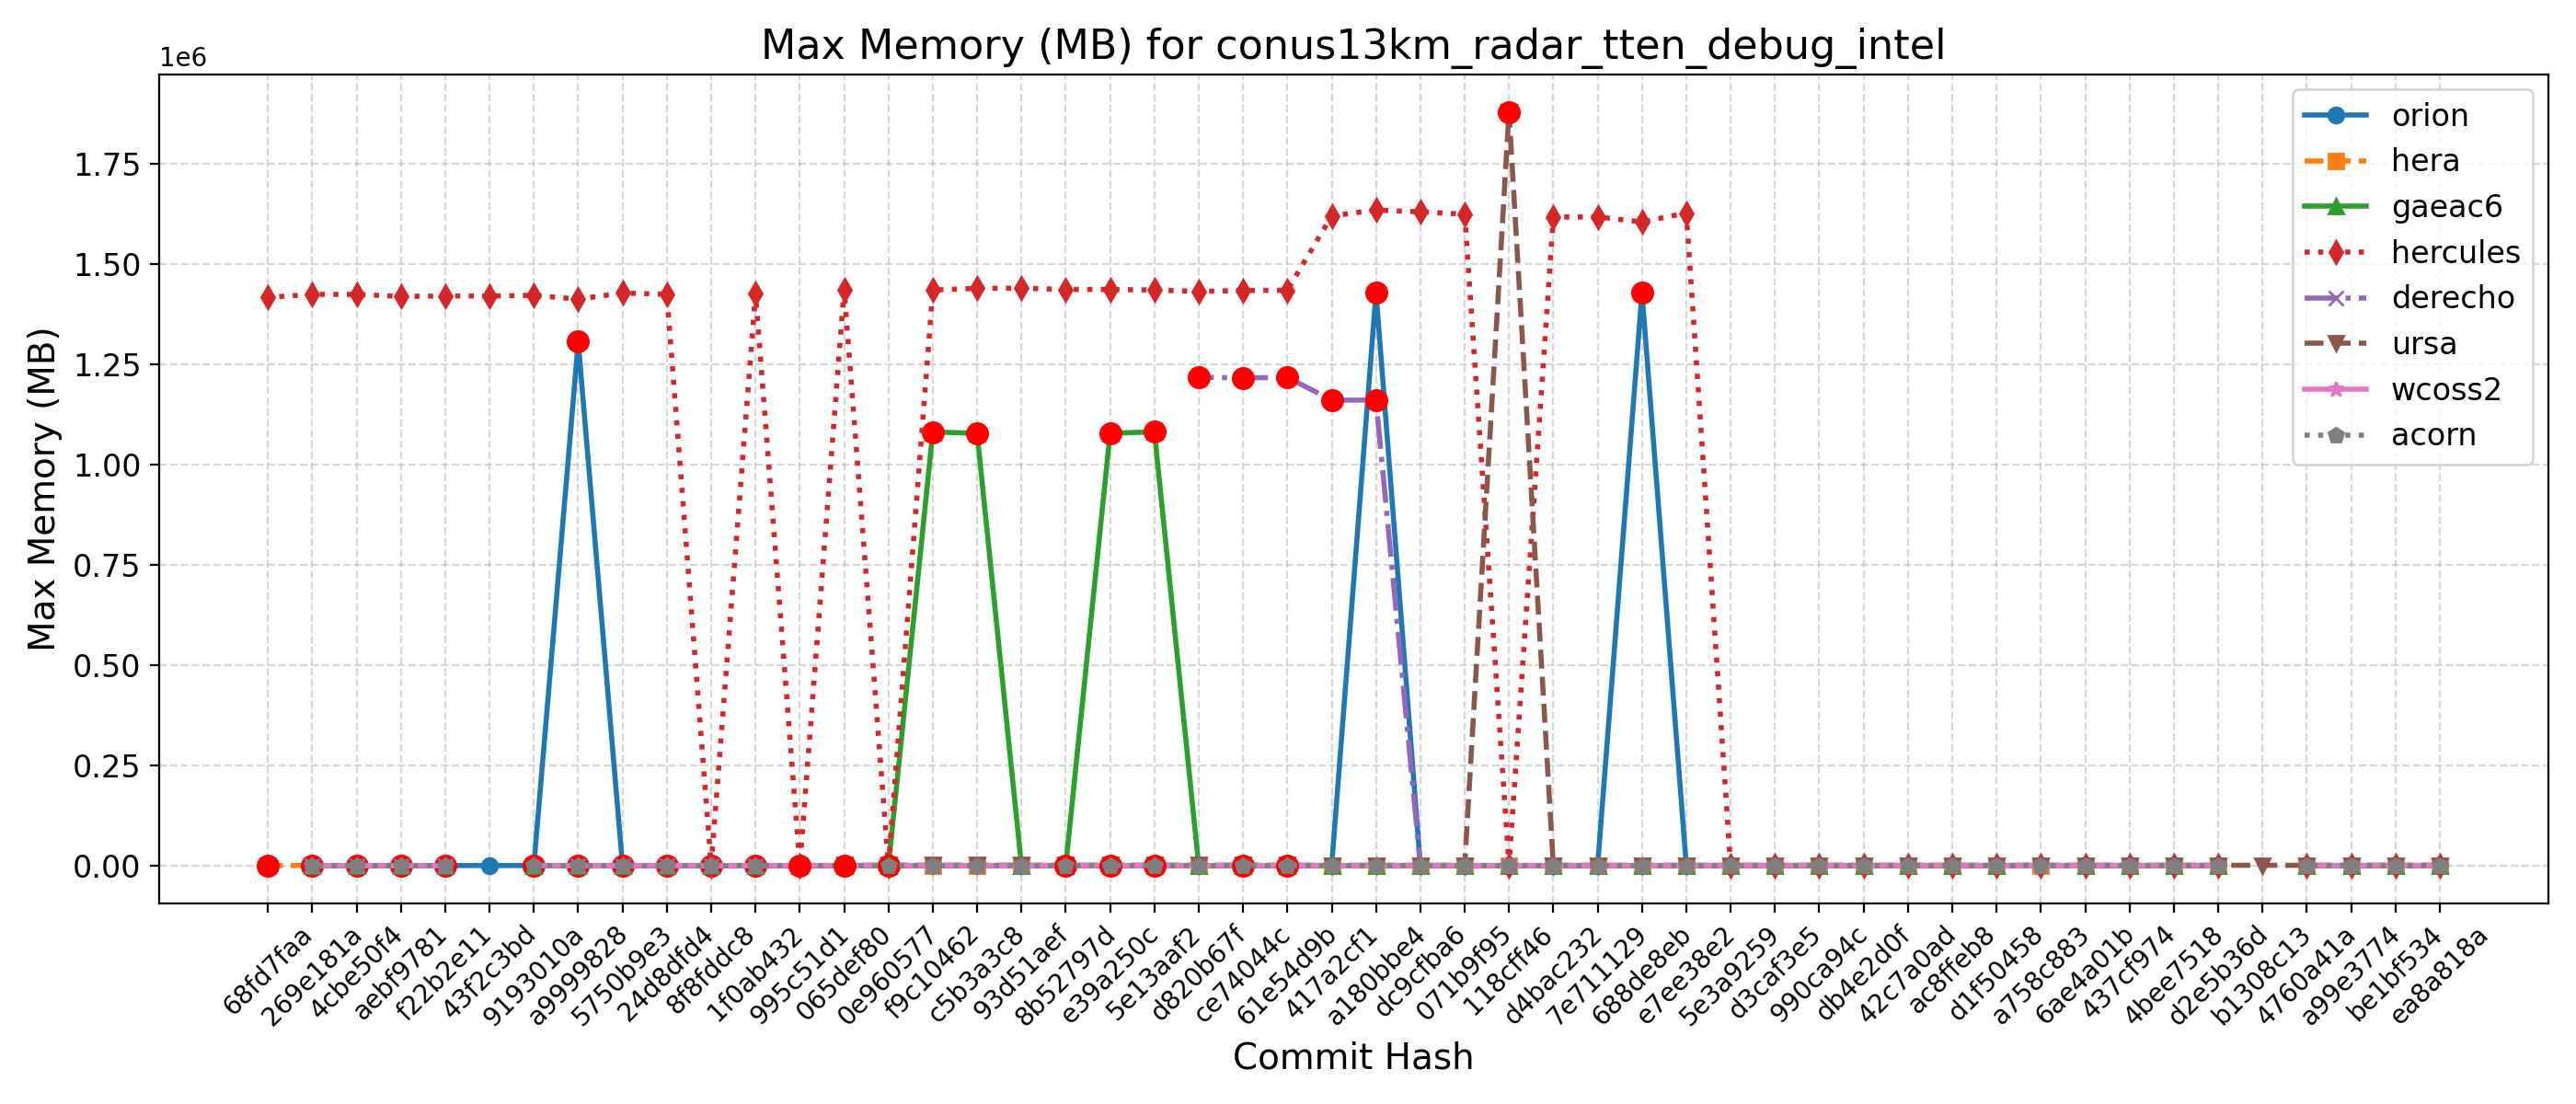 Max Memory (MB) for conus13km_radar_tten_debug_intel
1e6
1.75
1.50
1.25
1.00
0.75
0.50
0.25
0.00
Max Memory (MB)
orion
hera
gaeac6
hercules
derecho
ursa
wcoss2
acorn
68fd7faa
269e181a
4cbe50f4
aebf9781
f22b2e11
43f2c3bd
9193010a
a9999828
5750b9e3
24d8dfd4
8f8fddc8
1f0ab432
995c51d1
065def80
0e960577
f9c10462
c5b3a3c8
93d51aef
8b52797d
e39a250c
5e13aaf2
d820b67f
ce74044c
61e54d9b
417a2cf1
a180bbe4
dc9cfba6
071b9f95
118cff46
d4bac232
7e711129
688de8eb
e7ee38e2
5e3a9259
d3caf3e5
990ca94c
db4e2d0f
42c7a0ad
ac8ffeb8
d1f50458
a758c883
6ae4a01b
437cf974
4bee7518
d2e5b36d
b1308c13
4760a41a
a99e3774
be1bf534
ea8a818a
Commit Hash